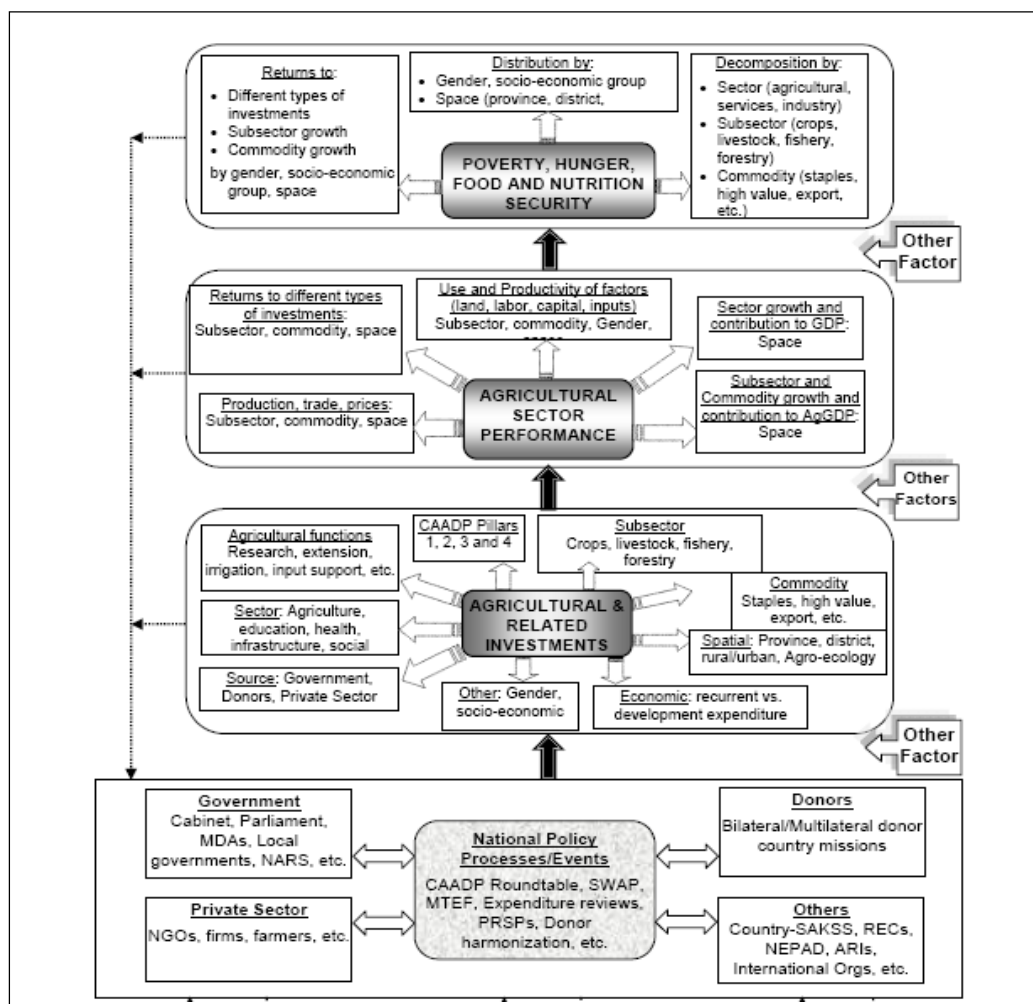 Returns to:
• Different types of
investments
• Subsector growth
• Commodity growth
by gender, socio-economic
group, space
Distribution by:
• Gender, socio-economic group
• Space (province, district,
Decomposition by:
• Sector (agricultural,
services, industry)
• Subsector (crops,
livestock, fishery,
forestry)
• Commodity (staples,
high value, export,
etc.)
POVERTY, HUNGER,
FOOD AND NUTRITION
SECURITY
Other
Factor
Returns to different types
of investments:
Subsector, commodity, space
Use and Productivity of factors
(land, labor, capital, inputs)
Subsector, commodity, Gender,
Sector growth and
contribution to GDP:
Space
Production, trade, prices:
Subsector, commodity, space
AGRICULTURAL
SECTOR
PERFORMANCE
Subsector and
Commodity growth and
contribution to AgGDP:
Space
Other
Factors
Agricultural functions
Research, extension,
irrigation, input support, etc.
CAADP Pillars
1, 2, 3 and 4
Subsector
Crops, livestock, fishery,
forestry
Commodity
Staples, high value,
export, etc.
Sector: Agriculture,
education, health,
infrastructure, social
AGRICULTURAL &
RELATED
INVESTMENTS
Spatial: Province, district,
rural/urban, Agro-ecology
Source: Government,
Donors, Private Sector
Other: Gender,
socio-economic
Economic: recurrent vs.
development expenditure
Other
Factor
Government
Cabinet, Parliament,
MDAs, Local
governments, NARS, etc.
National Policy
Processes/Events
CAADP Roundtable, SWAP,
MTEF, Expenditure reviews,
PRSPs, Donor
harmonization, etc.
Donors
Bilateral/Multilateral donor
country missions
Private Sector
NGOs, firms, farmers, etc.
Others
Country-SAKSS, RECs,
NEPAD, ARIs,
International Orgs, etc.